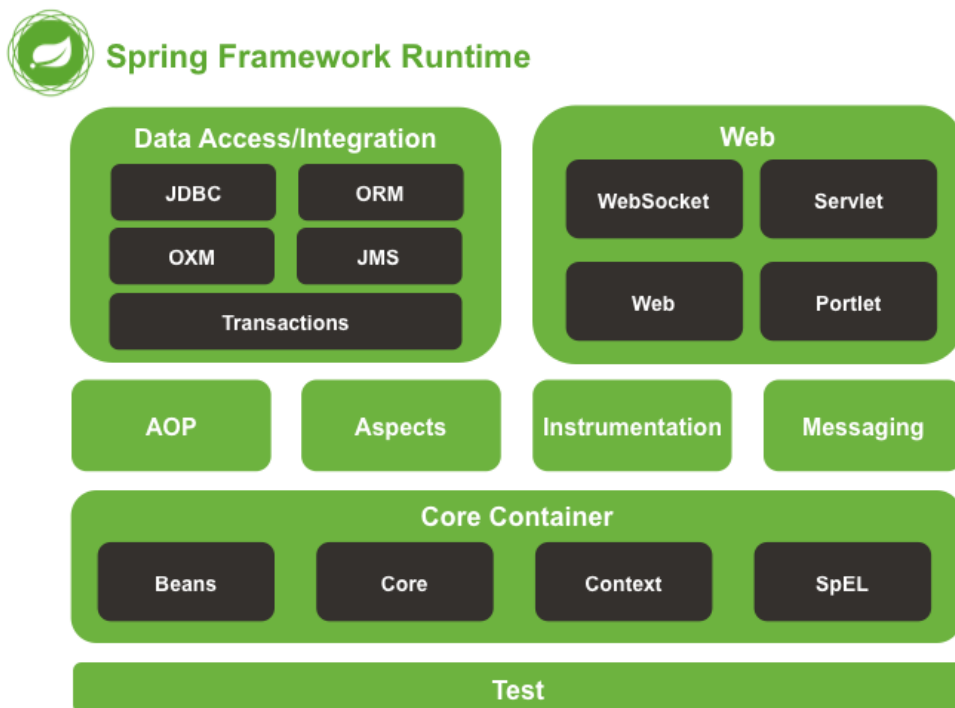 Spring Framework Runtime
Data Access/Integration
JDBC ORM
OXM JMS
Transactions
Web
WebSocket Servlet
Web Portlet
AOP Aspects Instrumentation Messaging
Core Container
Beans Core Context SpEL
Test